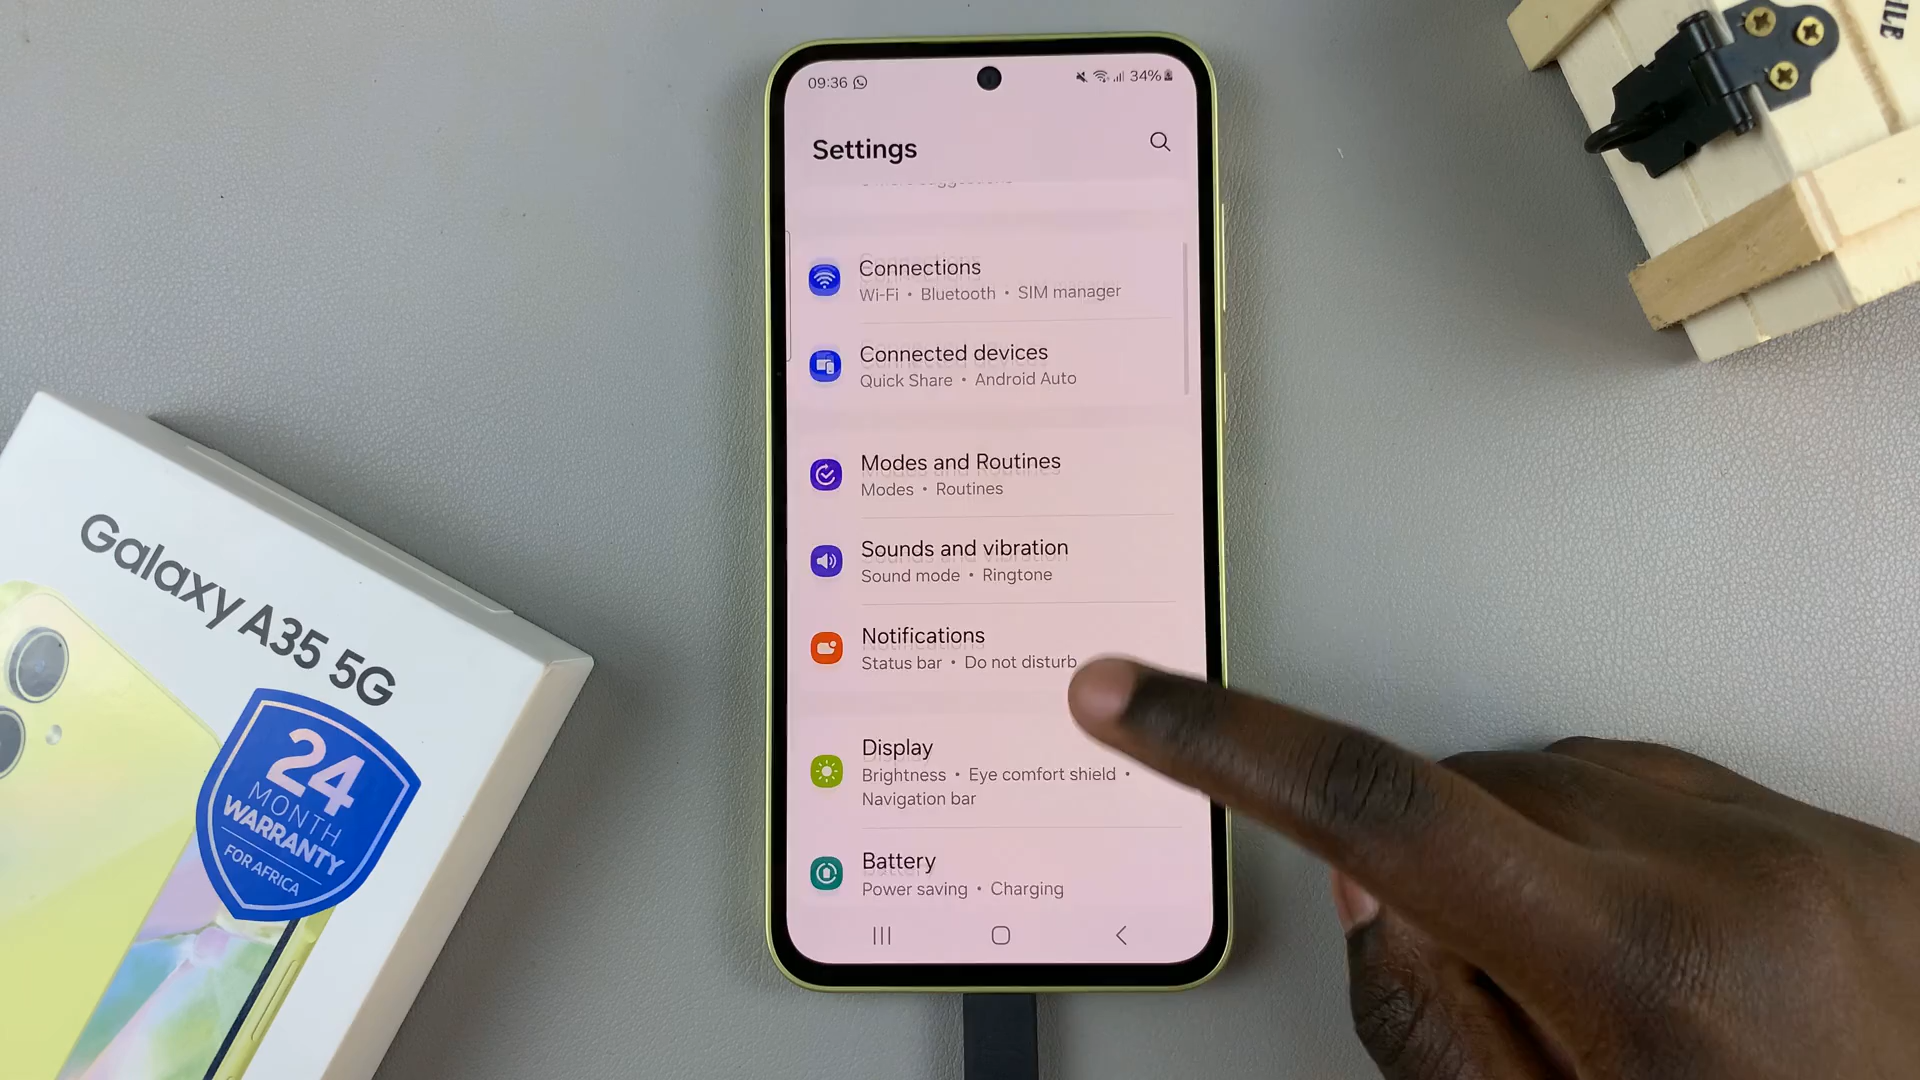 09:36
34%
Settings
Connections
Wi-Fi • Bluetooth • SIM manager
Connected devices
Quick Share • Android Auto
Modes and Routines
Modes • Routines
Sounds and vibration
Sound mode • Ringtone
Notifications
Status bar • Do not disturb
Display
Brightness • Eye comfort shield •
Navigation bar
Battery
Power saving • Charging
Galaxy A35 5G
24
MONTH
WARRANTY
FOR AFRICA